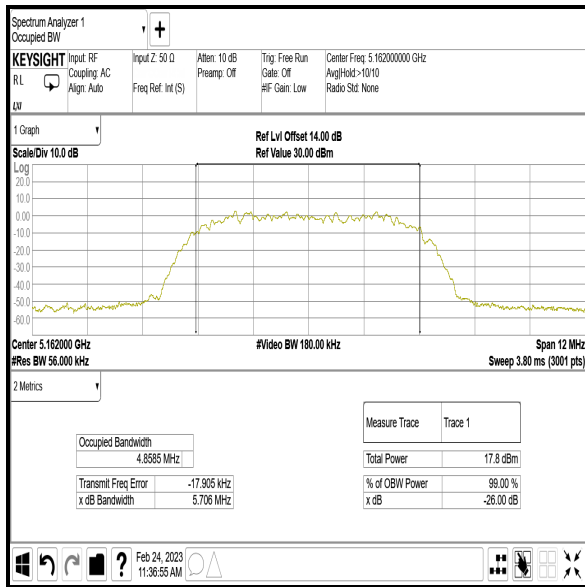 Spectrum Analyzer 1
Occupied BW
+
KEYSIGHT
RL
LXI
Input: RF
Coupling: AC
Align: Auto
Input Z: 50 Ω
Freq Ref: Int (S)
Atten: 10 dB
Preamp: Off
Trig: Free Run
Gate: Off
#IF Gain: Low
Center Freq: 5.162000000 GHz
Avg|Hold:>10/10
Radio Std: None
1 Graph
Scale/Div 10.0 dB
Ref Lvl Offset 14.00 dB
Ref Value 30.00 dBm
Log
20.0
10.0
0.00
-10.0
-20.0
-30.0
-40.0
-50.0
-60.0
Center 5.162000 GHz
#Res BW 56.000 kHz
#Video BW 180.00 kHz
Span 12 MHz
Sweep 3.80 ms (3001 pts)
2 Metrics
Occupied Bandwidth
4.8585 MHz
Transmit Freq Error -17.905 kHz
x dB Bandwidth 5.706 MHz
Measure Trace Trace 1
Total Power 17.8 dBm
% of OBW Power 99.00 %
x dB -26.00 dB
?
Feb 24, 2023
11:36:55 AM